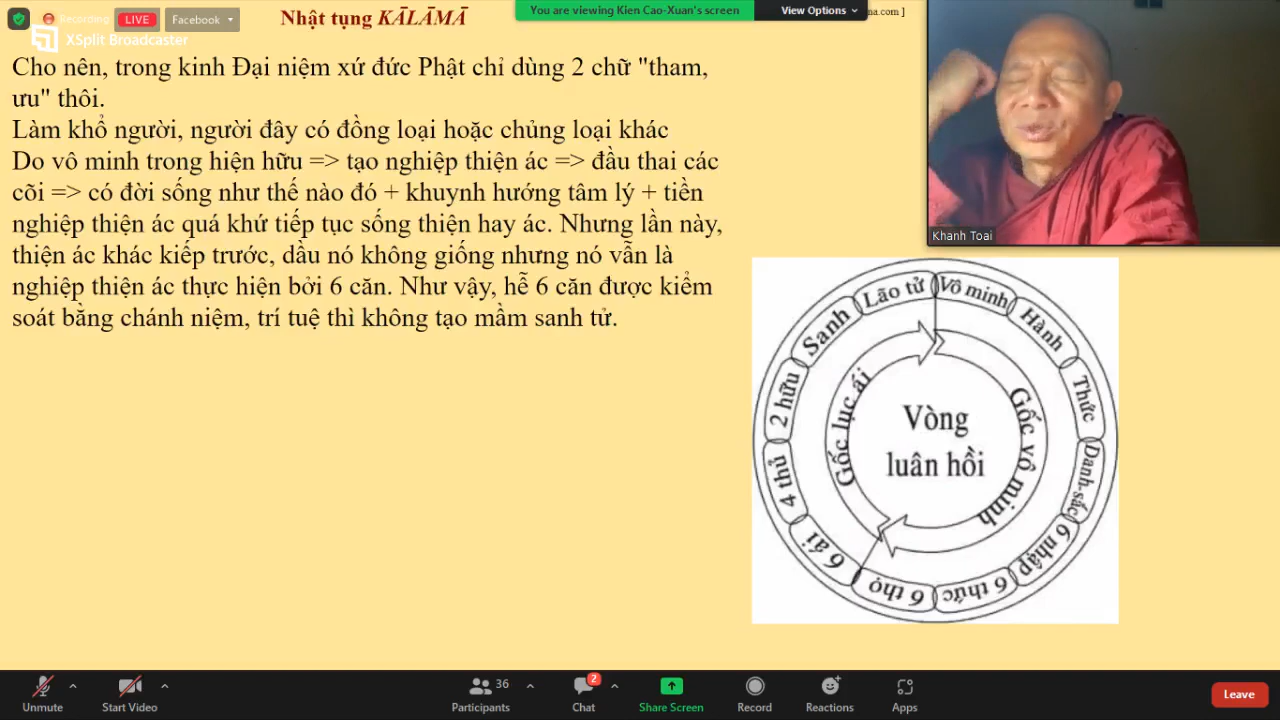 Recording
LIVE
Facebook
Nhật tụng KĀLĀMĀ
You are viewing Kien Cao-Xuan's screen
View Options
na.com ]
XSplit Broadcaster
Cho nên, trong kinh Đại niệm xứ đức Phật chỉ dùng 2 chữ "tham,
ưu" thôi.
Làm khổ người, người đây có đồng loại hoặc chủng loại khác
Do vô minh trong hiện hữu => tạo nghiệp thiện ác => đầu thai các
cõi => có đời sống như thế nào đó + khuynh hướng tâm lý + tiền
nghiệp thiện ác quá khứ tiếp tục sống thiện hay ác. Nhưng lần này,
thiện ác khác kiếp trước, dầu nó không giống nhưng nó vẫn là
nghiệp thiện ác thực hiện bởi 6 căn. Như vậy, hễ 6 căn được kiểm
soát bằng chánh niệm, trí tuệ thì không tạo mầm sanh tử.
Khanh Toai
Vô minh
Hành
Thức
Danh-sắc
6 nhập
6 thức
6 thọ
6 ái
4 thủ
2 hữu
Sanh
Lão tử
Gốc vô minh
Gốc lục ái
Vòng
luân hồi
Unmute
Start Video
36
Participants
2
Chat
Share Screen
Record
Reactions
Apps
Leave